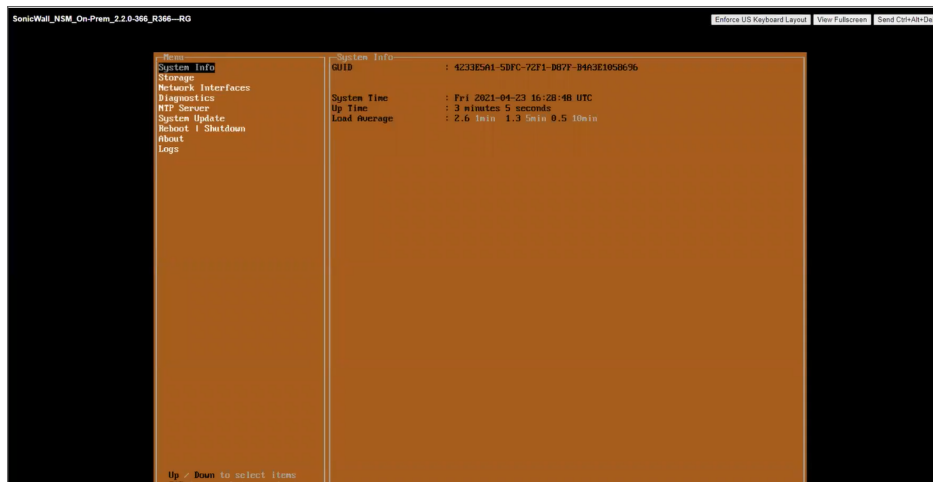 SonicWall_NSM_On-Prem_2.2.0-366_R366---RG
Enforce US Keyboard Layout
View Fullscreen
Send Ctrl+Alt+De
Menu
System Info
Storage
Network Interfaces
Diagnostics
NTP Server
System Update
Reboot | Shutdown
About
Logs
System Info
GUID : 4233E5A1-5DFC-72F1-D87F-B4A3E1058696
System Time : Fri 2021-04-23 16:28:48 UTC
Up Time : 3 minutes 5 seconds
Load Average : 2.6 1min 1.3 5min 0.5 10min
Up / Down to select items